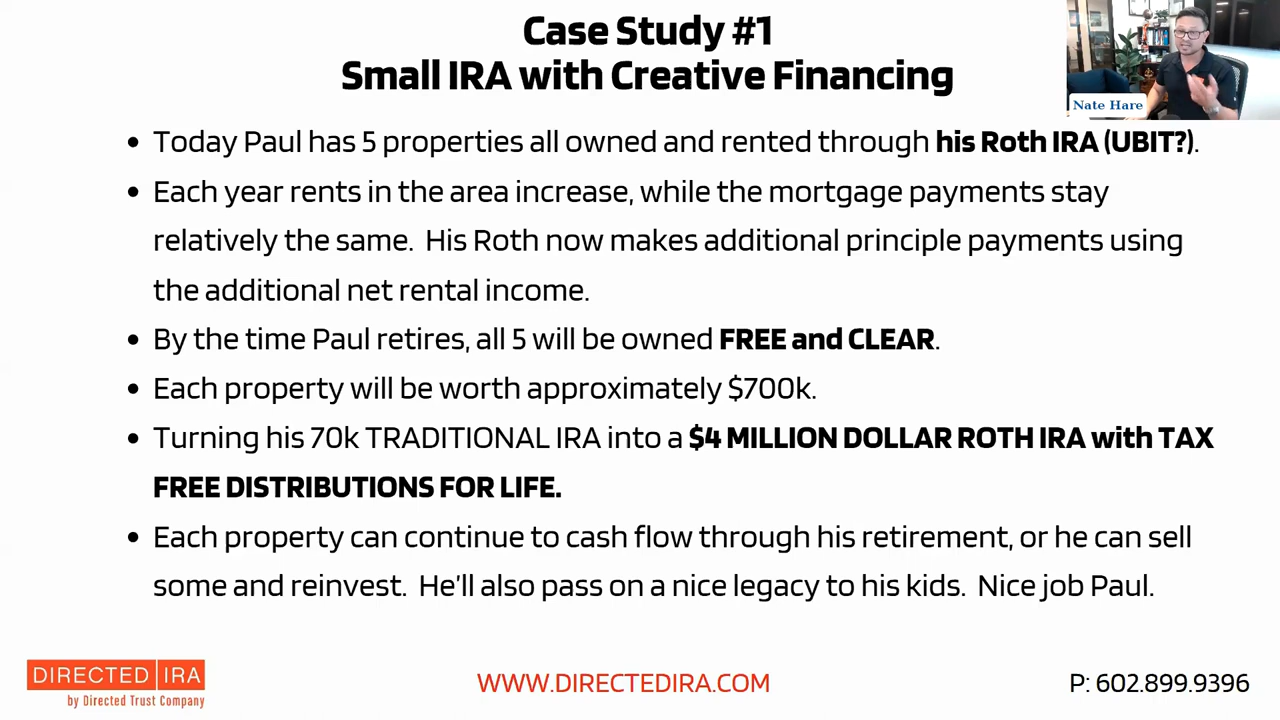 Case Study #1
Small IRA with Creative Financing
Nate Hare
• Today Paul has 5 properties all owned and rented through his Roth IRA (UBIT?).
• Each year rents in the area increase, while the mortgage payments stay
relatively the same. His Roth now makes additional principle payments using
the additional net rental income.
• By the time Paul retires, all 5 will be owned FREE and CLEAR.
• Each property will be worth approximately $700k.
• Turning his 70k TRADITIONAL IRA into a $4 MILLION DOLLAR ROTH IRA with TAX
FREE DISTRIBUTIONS FOR LIFE.
• Each property can continue to cash flow through his retirement, or he can sell
some and reinvest. He'll also pass on a nice legacy to his kids. Nice job Paul.
DIRECTED IRA
by Directed Trust Company
WWW.DIRECTEDIRA.COM
P: 602.899.9396